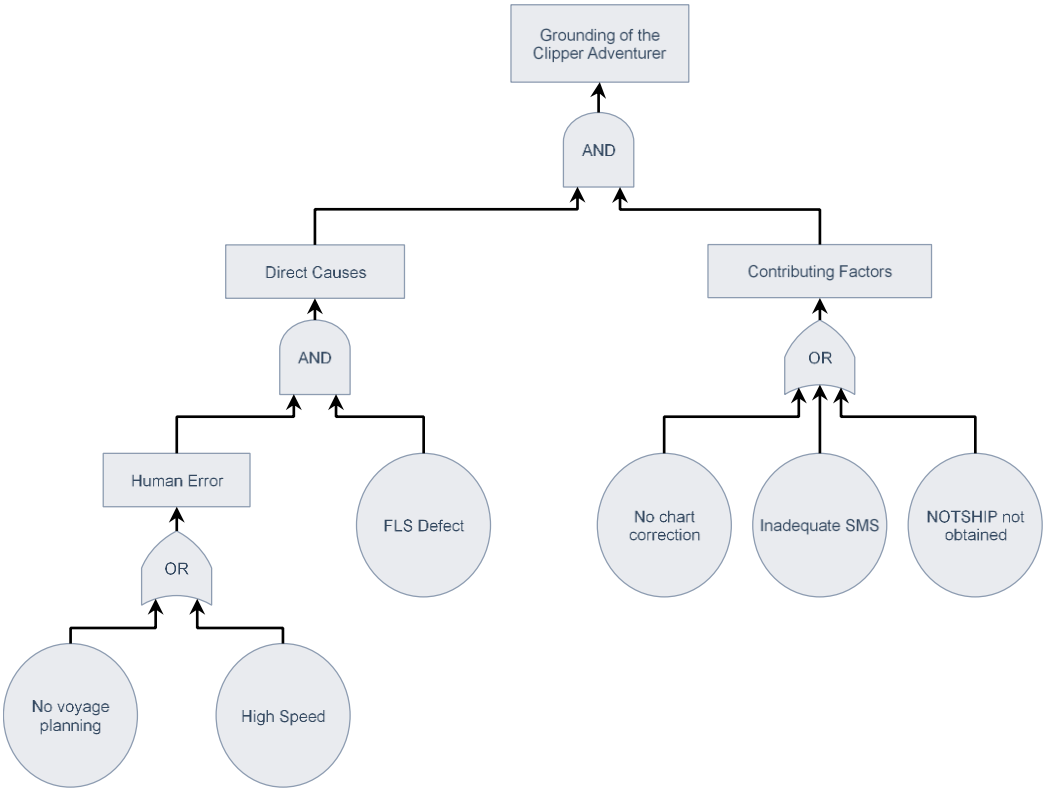 Grounding of the
Clipper Adventurer
AND
Direct Causes
Contributing Factors
AND
OR
Human Error
FLS Defect
No chart
correction
Inadequate SMS
NOTSHIP not
obtained
OR
No voyage
planning
High Speed